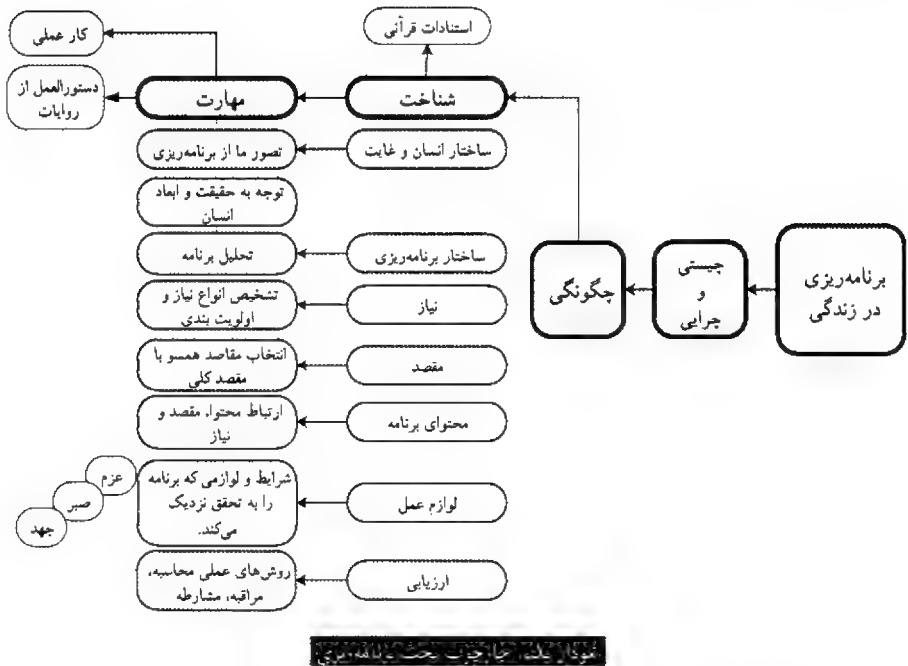 استنادات قرآنی
کار عملی
شناخت
مهارت
دستورالعمل از
روایات
ساختار انسان و غایت
تصور ما از برنامه‌ریزی
توجه به حقیقت و ابعاد
انسان
برنامه‌ریزی
در زندگی
چیستی
و
چرایی
چگونگی
ساختار برنامه‌ریزی
تحلیل برنامه
نیاز
تشخیص انواع نیاز و
اولویت بندی
مقصد
انتخاب مقاصد همسو با
مقصد کلی
محتوای برنامه
ارتباط محتوا، مقصد و
نیاز
لوازم عمل
شرایط و لوازمی که برنامه
را به تحقق نزدیک
می‌کند.
عزم
صبر
جهد
ارزیابی
روش‌های عملی محاسبه،
مراقبه، مشارطه